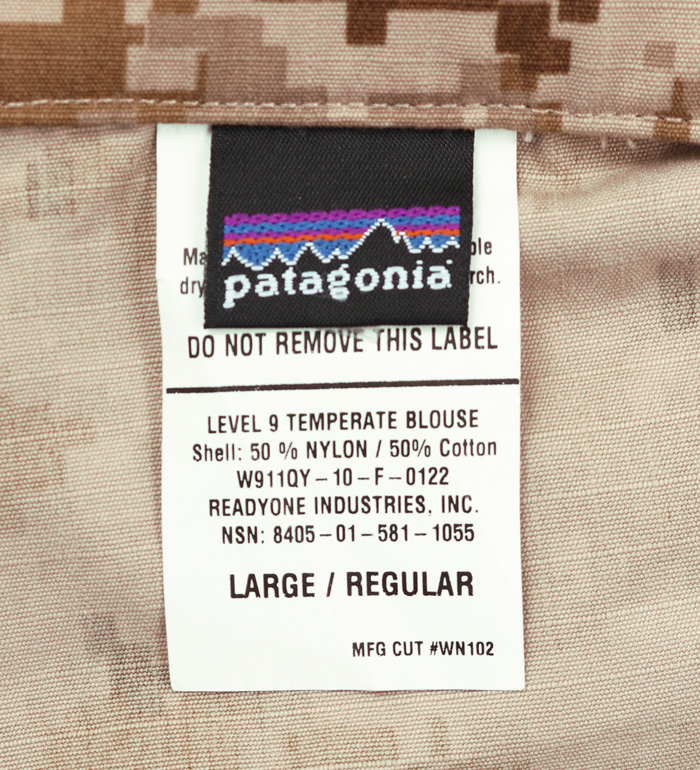 patagonia
DO NOT REMOVE THIS LABEL
LEVEL 9 TEMPERATE BLOUSE
Shell: 50 % NYLON / 50% Cotton
W911QY-10-F-0122
READYONE INDUSTRIES, INC.
NSN: 8405-01-581-1055
LARGE / REGULAR
MFG CUT #WN102